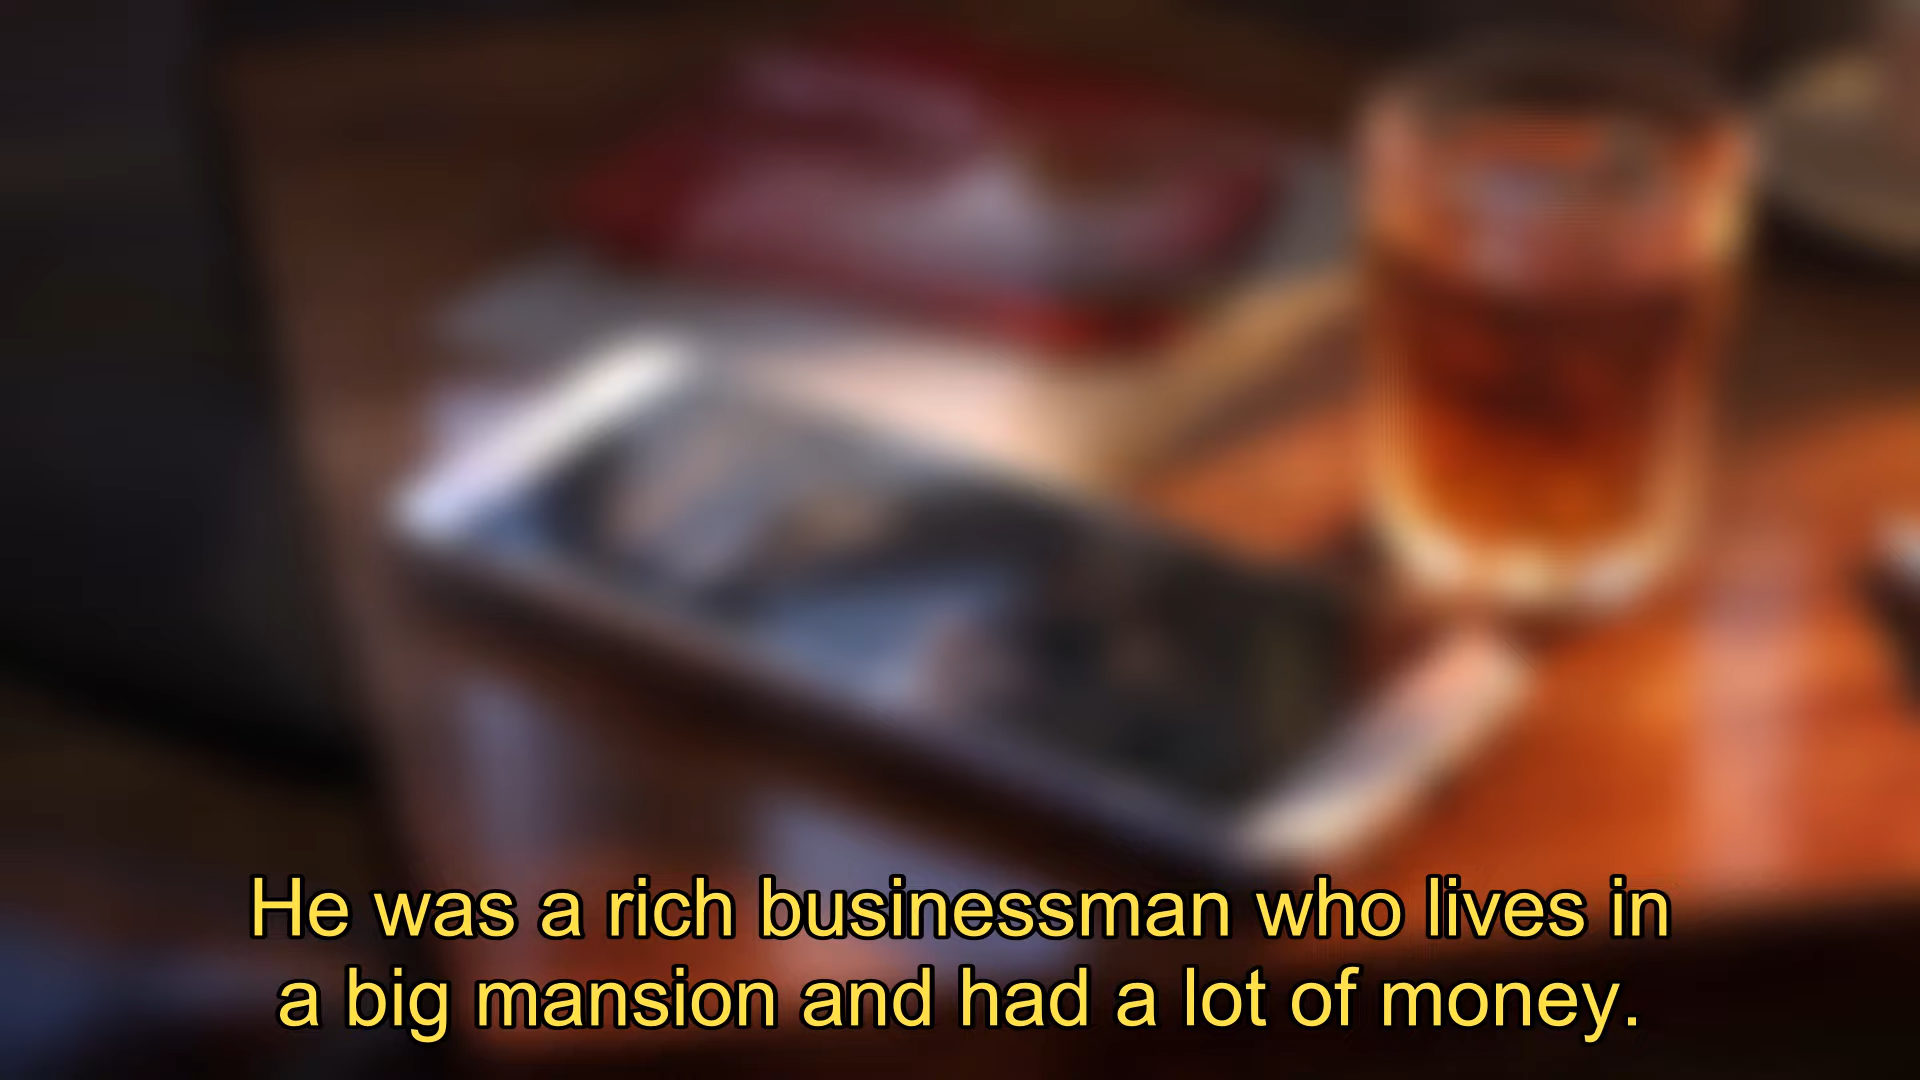 He was a rich businessman who lives in
a big mansion and had a lot of money.